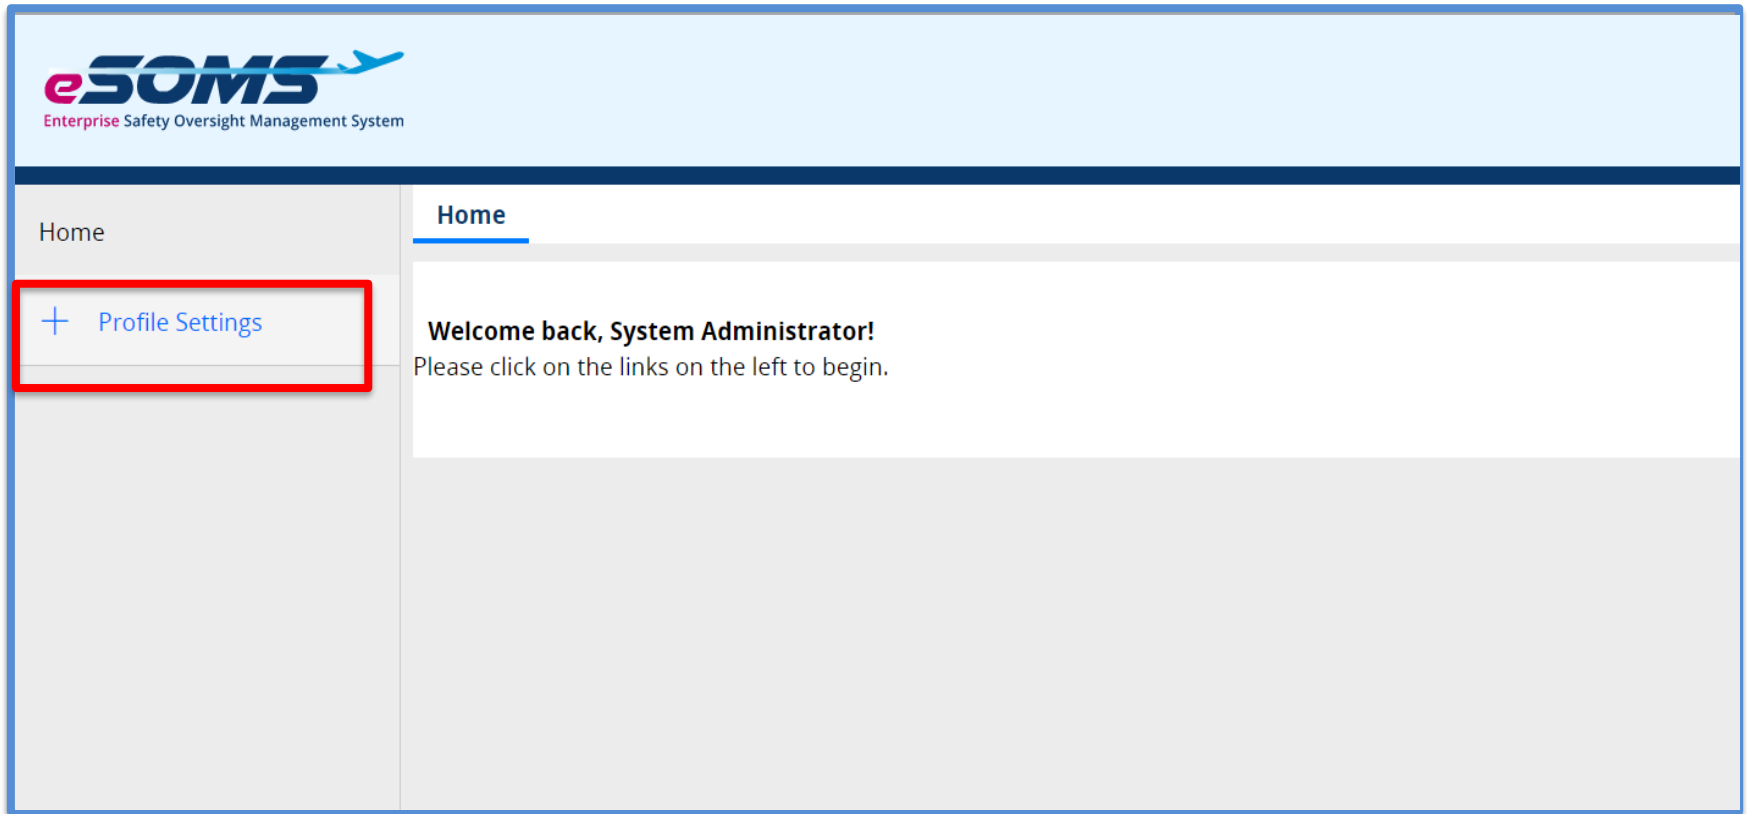 eSOMS
Enterprise Safety Oversight Management System
Home
Profile Settings
Home
Welcome back, System Administrator!
Please click on the links on the left to begin.